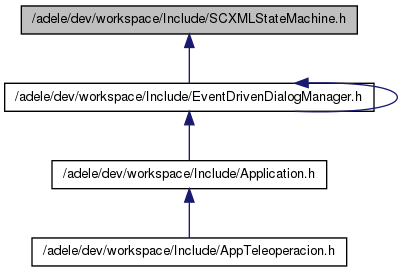 /adele/dev/workspace/Include/SCXMLStateMachine.h
/adele/dev/workspace/Include/EventDrivenDialogManager.h
/adele/dev/workspace/Include/Application.h
/adele/dev/workspace/Include/AppTeleoperacion.h